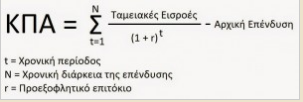 ΚΠΑ = Σ N t=1 Ταμειακές Εισροές / (1 + r)^t – Αρχική Επένδυση
t = Χρονική περίοδος
N = Χρονική διάρκεια της επένδυσης
r = Προεξοφλητικό επιτόκιο